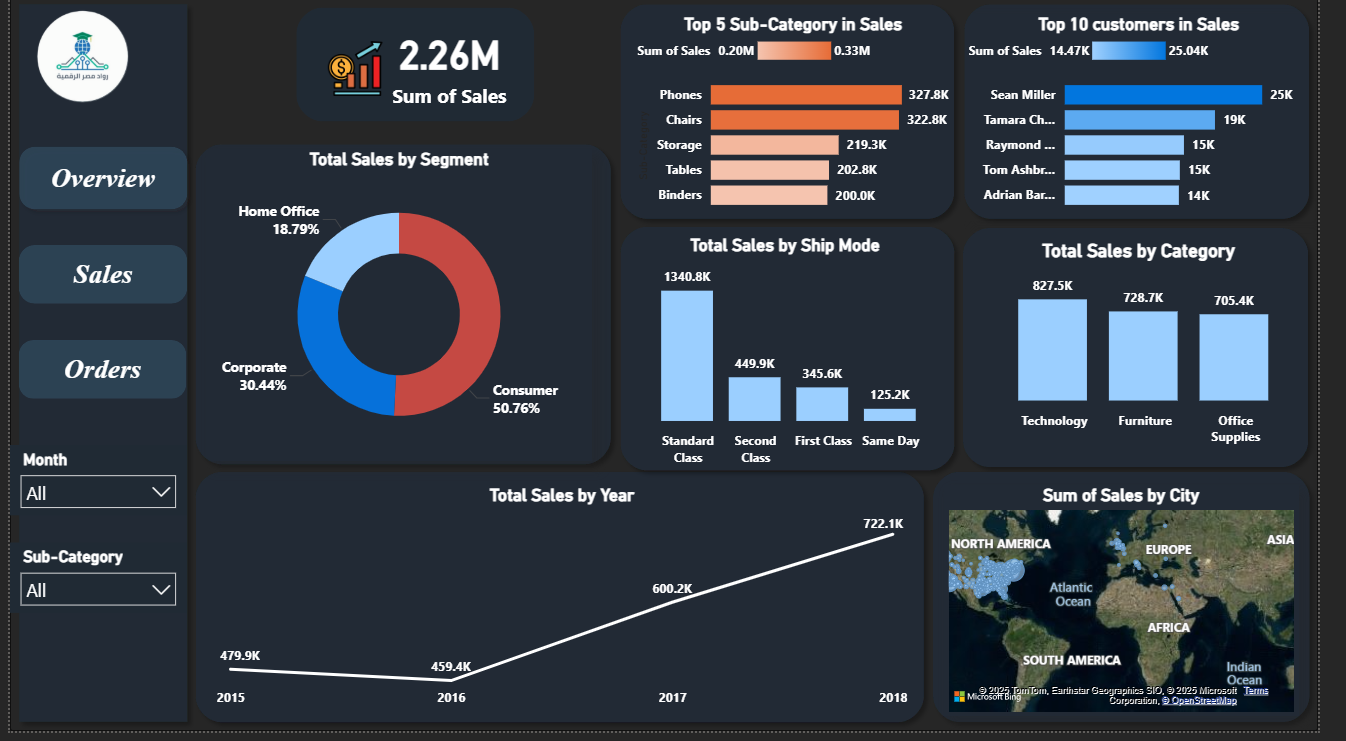 رواد مصر الرقمية
Overview
Sales
Orders
Month
All
Sub-Category
All
2.26M
Sum of Sales
Total Sales by Segment
Home Office
18.79%
Corporate
30.44%
Consumer
50.76%
Top 5 Sub-Category in Sales
Sum of Sales 0.20M 0.33M
Phones 327.8K
Chairs 322.8K
Storage 219.3K
Tables 202.8K
Binders 200.0K
Top 10 customers in Sales
Sum of Sales 14.47K 25.04K
Sean Miller 25K
Tamara Ch... 19K
Raymond ... 15K
Tom Ashbr... 15K
Adrian Bar... 14K
Total Sales by Ship Mode
1340.8K
449.9K
345.6K
125.2K
Standard Class
Second Class
First Class
Same Day
Total Sales by Category
827.5K
728.7K
705.4K
Technology
Furniture
Office Supplies
Total Sales by Year
479.9K
459.4K
600.2K
722.1K
2015 2016 2017 2018
Sum of Sales by City
NORTH AMERICA
EUROPE
ASIA
Atlantic
Ocean
AFRICA
SOUTH AMERICA
Indian
Ocean
Microsoft Bing
© 2025 TomTom, Earthstar Geographics SIO, © 2025 Microsoft Terms
Corporation, © OpenStreetMap